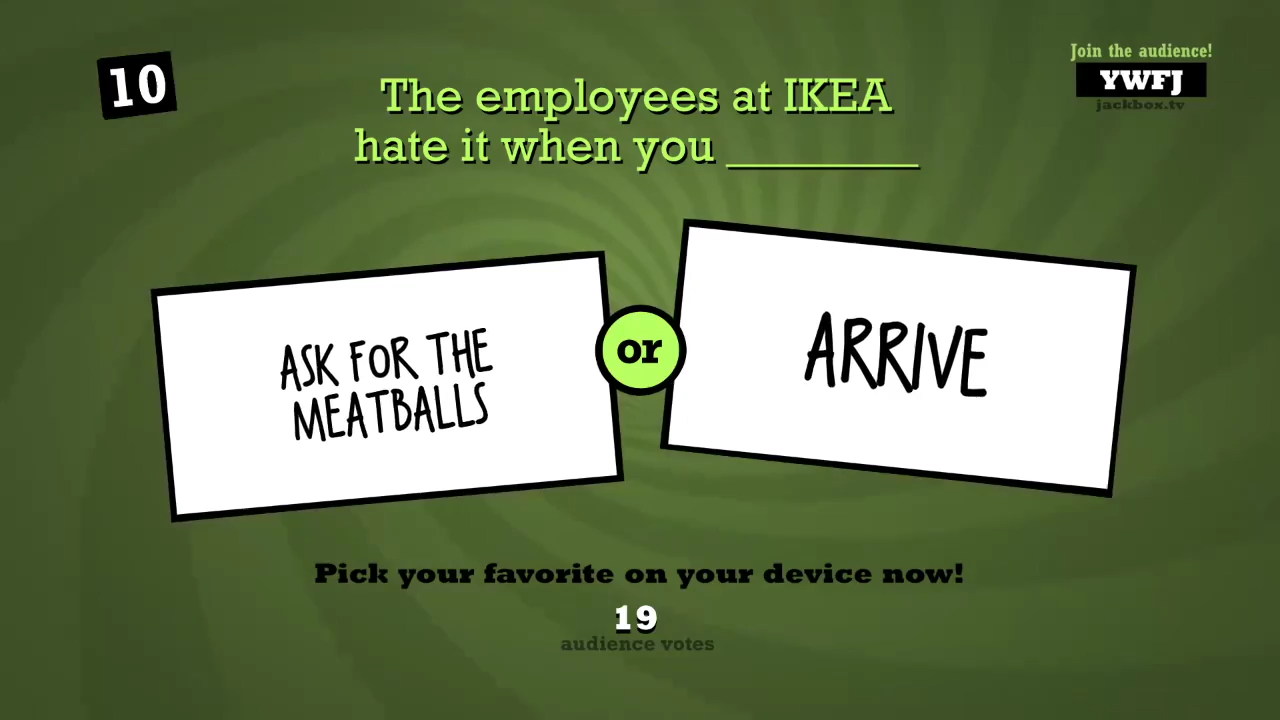 10
Join the audience!
YWFJ
jackbox.tv
The employees at IKEA
hate it when you ________
ASK FOR THE
MEATBALLS
or
ARRIVE
Pick your favorite on your device now!
19
audience votes